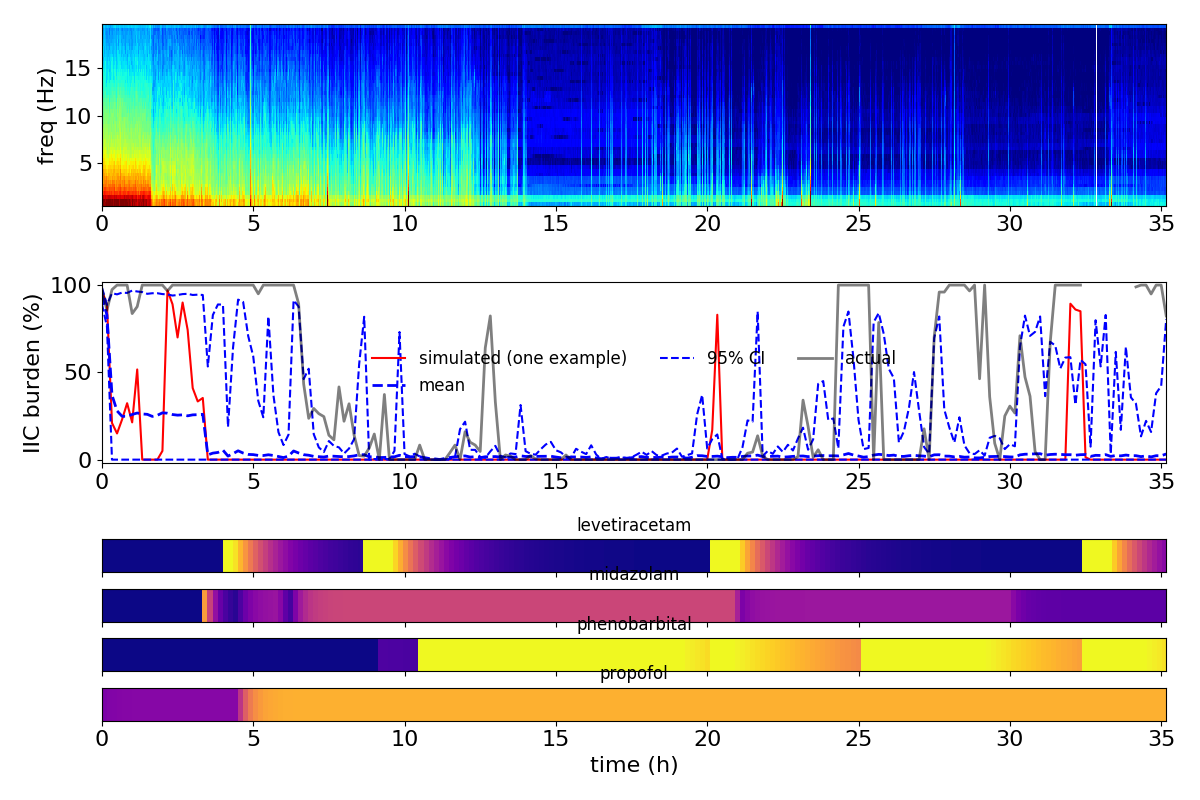 freq (Hz)
15
10
5
0 5 10 15 20 25 30 35
IIC burden (%)
100
50
0
simulated (one example) 95% CI actual
mean
0 5 10 15 20 25 30 35
levetiracetam
midazolam
phenobarbital
propofol
0 5 10 15 20 25 30 35
time (h)